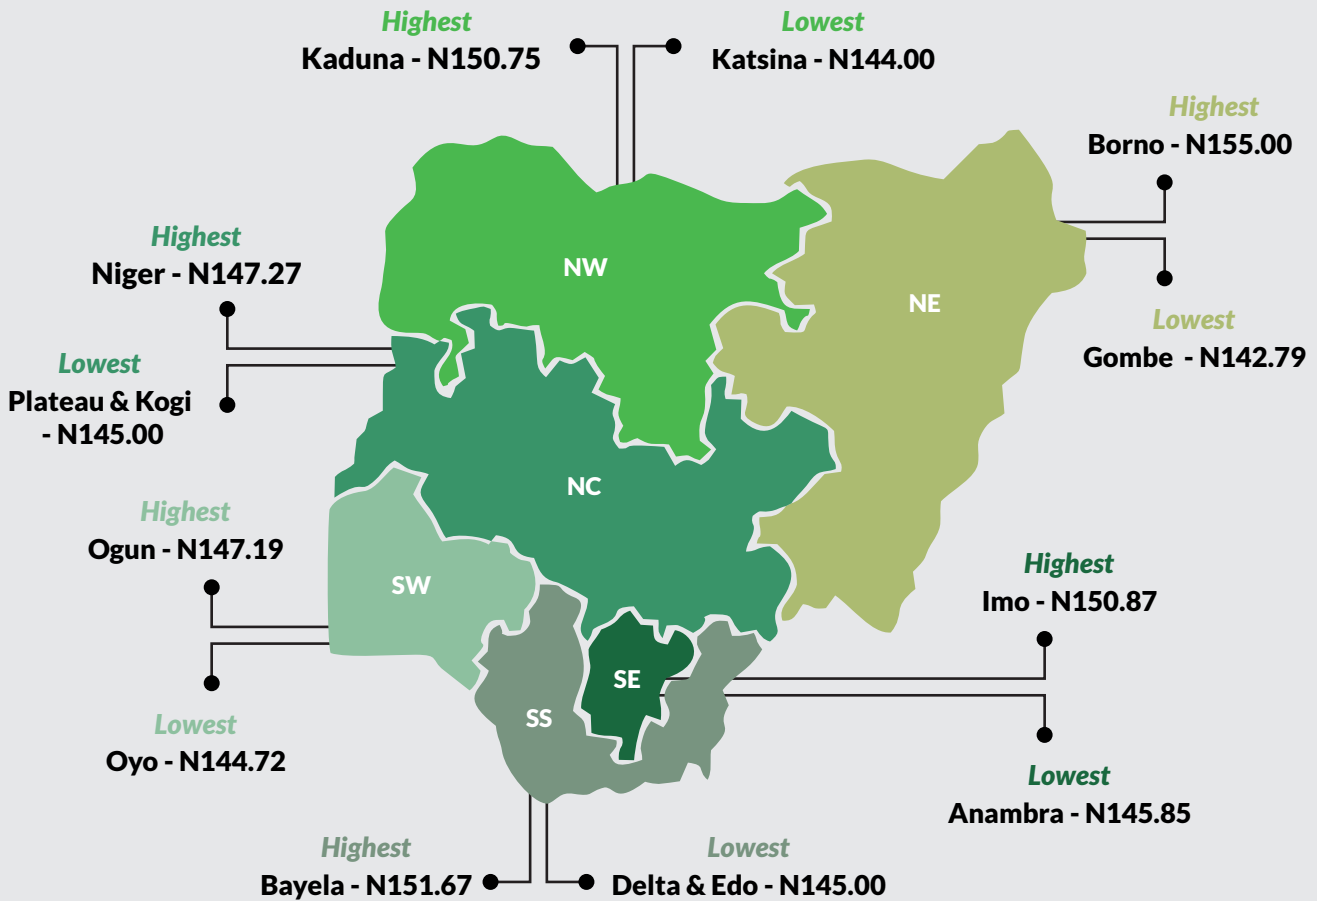 Highest
Kaduna - N150.75
Lowest
Katsina - N144.00
Highest
Borno - N155.00
Lowest
Gombe - N142.79
Highest
Niger - N147.27
Lowest
Plateau & Kogi
- N145.00
NW
NE
NC
SW
SE
SS
Highest
Ogun - N147.19
Lowest
Oyo - N144.72
Highest
Imo - N150.87
Lowest
Anambra - N145.85
Highest
Bayela - N151.67
Lowest
Delta & Edo - N145.00